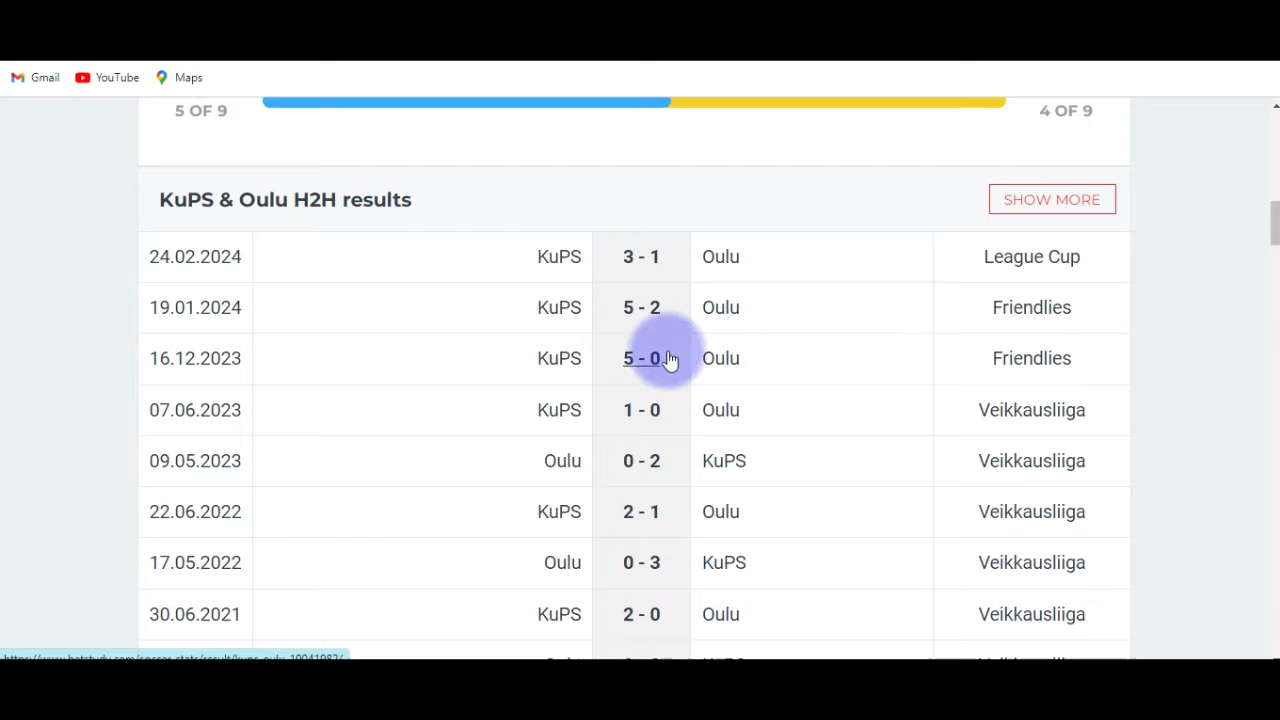 Gmail YouTube Maps
5 OF 9 4 OF 9
KuPS & Oulu H2H results SHOW MORE
24.02.2024 KuPS 3 - 1 Oulu League Cup
19.01.2024 KuPS 5 - 2 Oulu Friendlies
16.12.2023 KuPS 5 - 0 Oulu Friendlies
07.06.2023 KuPS 1 - 0 Oulu Veikkausliiga
09.05.2023 Oulu 0 - 2 KuPS Veikkausliiga
22.06.2022 KuPS 2 - 1 Oulu Veikkausliiga
17.05.2022 Oulu 0 - 3 KuPS Veikkausliiga
30.06.2021 KuPS 2 - 0 Oulu Veikkausliiga